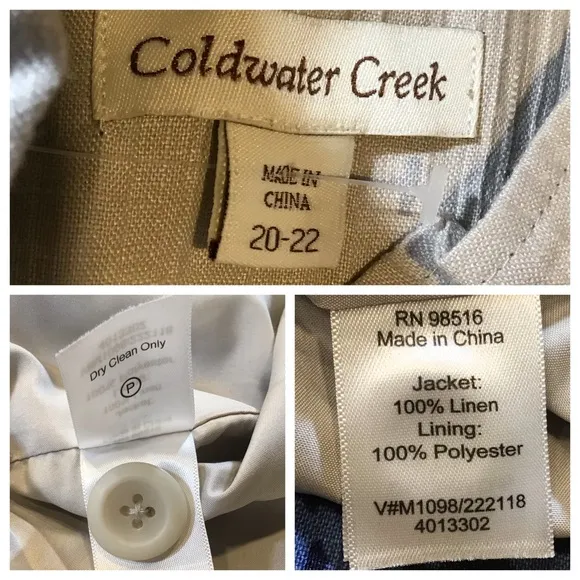 Coldwater Creek
MADE IN
CHINA
20-22
Dry Clean Only
P
RN 98516
Made in China
Jacket:
100% Linen
Lining:
100% Polyester
V#M1098/222118
4013302